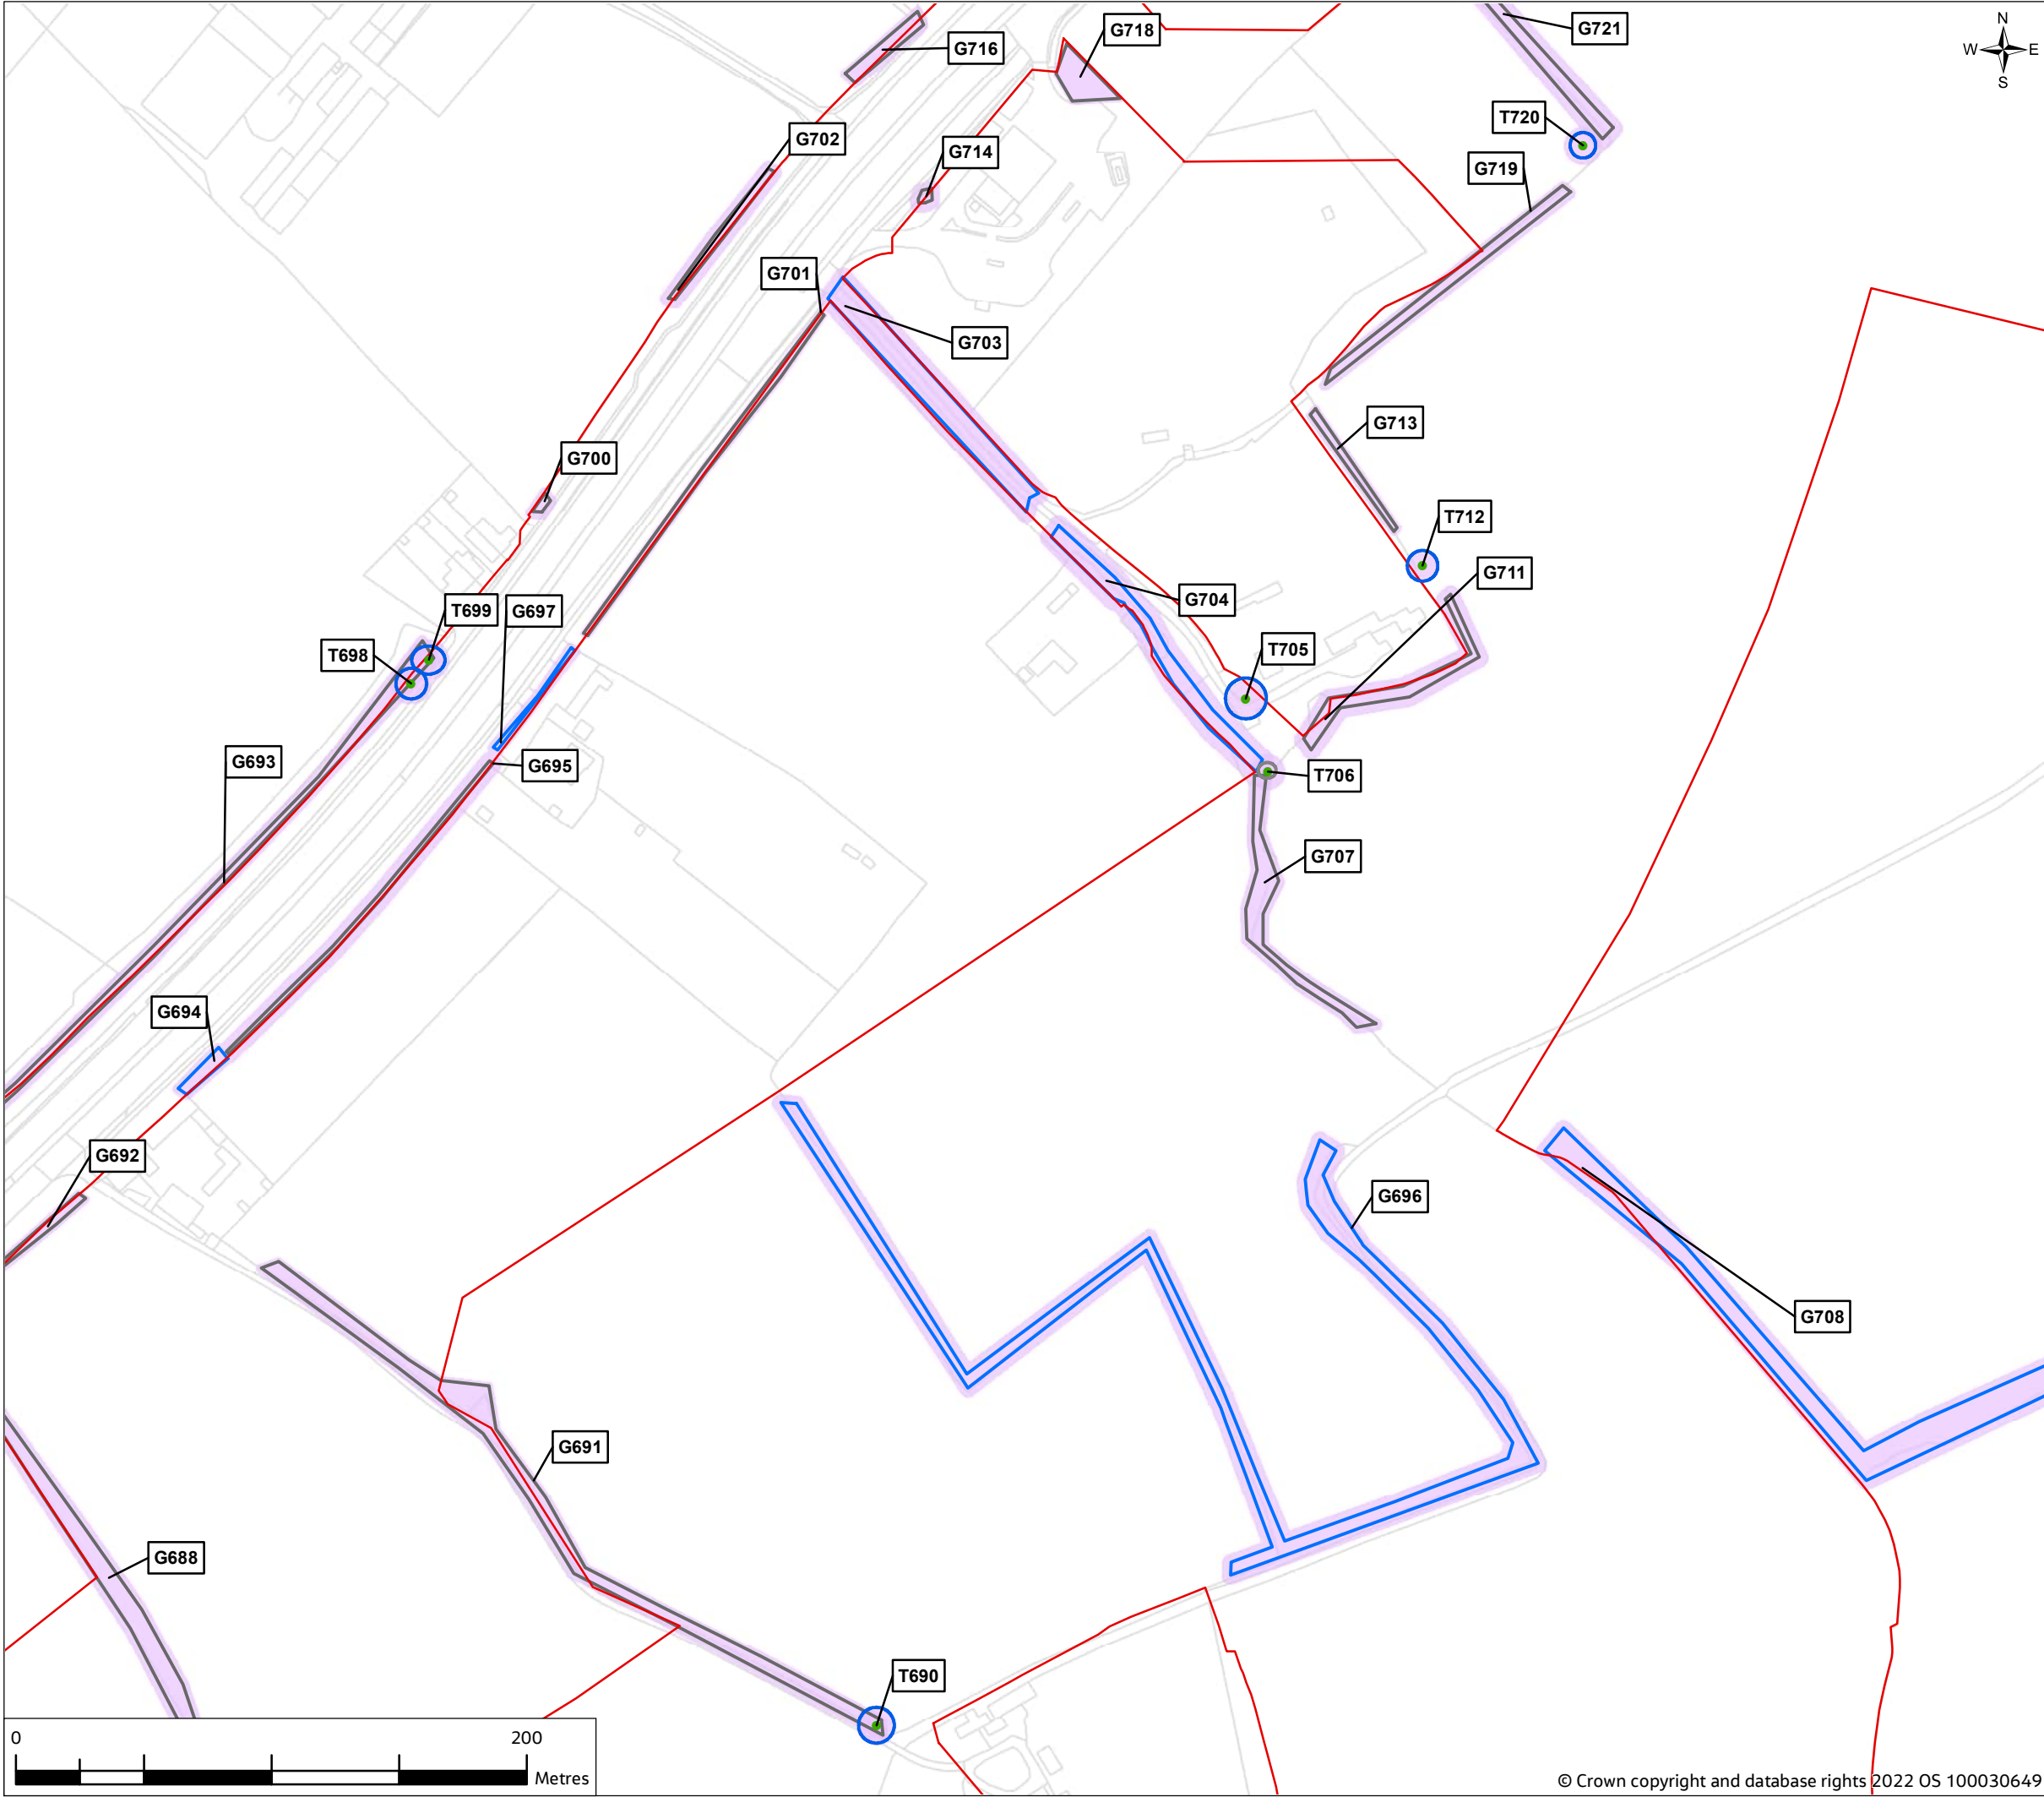 G721
G718
N
W E
S
G716
T720
G702
G714
G719
G701
G703
G713
G700
T712
G711
G704
T699
G697
T705
T698
G693
G695
T706
G707
G694
G692
G696
G708
G691
G688
T690
0 200
Metres
© Crown copyright and database rights 2022 OS 100030649